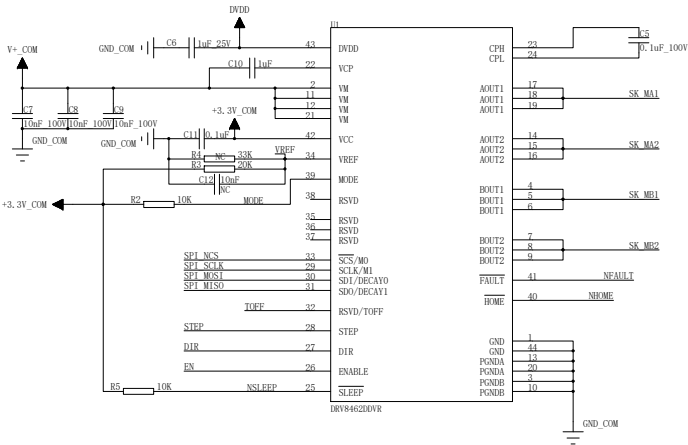 DVDD
U1
V+_COM
GND_COM
C6
1uF_25V
43
DVDD
CPH
23
C5
0.1uF_100V
CPL
24
C10
1uF
22
VCP
2
VM
11
VM
12
VM
21
VM
AOUT1
17
AOUT1
18
SK_MA1
AOUT1
19
C7
10nF_100V
C8
10nF_100V
C9
10nF_100V
GND_COM
+3.3V_COM
GND_COM
C11
0.1uF
42
VCC
R4
NC
33K
VREF
34
VREF
R3
20K
C12
10nF
NC
39
MODE
AOUT2
14
AOUT2
15
SK_MA2
AOUT2
16
+3.3V_COM
R2
10K
MODE
38
RSVD
35
RSVD
36
RSVD
37
RSVD
BOUT1
4
BOUT1
5
SK_MB1
BOUT1
6
BOUT2
7
BOUT2
8
SK_MB2
BOUT2
9
SPI_NCS
33
SCS/M0
SPI_SCLK
29
SCLK/M1
SPI_MOSI
30
SDI/DECAY0
SPI_MISO
31
SDO/DECAY1
FAULT
41
NFAULT
HOME
40
NHOME
TOFF
32
RSVD/TOFF
STEP
28
STEP
DIR
27
DIR
EN
26
ENABLE
R5
10K
NSLEEP
25
SLEEP
GND
1
GND
44
PGNDA
13
PGNDA
20
PGNDB
3
PGNDB
10
GND_COM
DRV8462DDVR